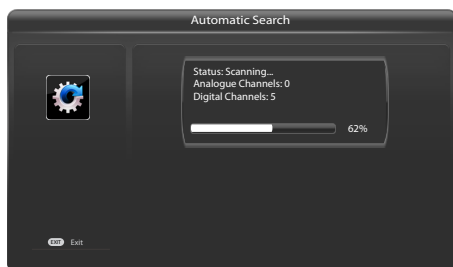 Automatic Search
Status: Scanning...
Analogue Channels: 0
Digital Channels: 5
62%
EXIT Exit